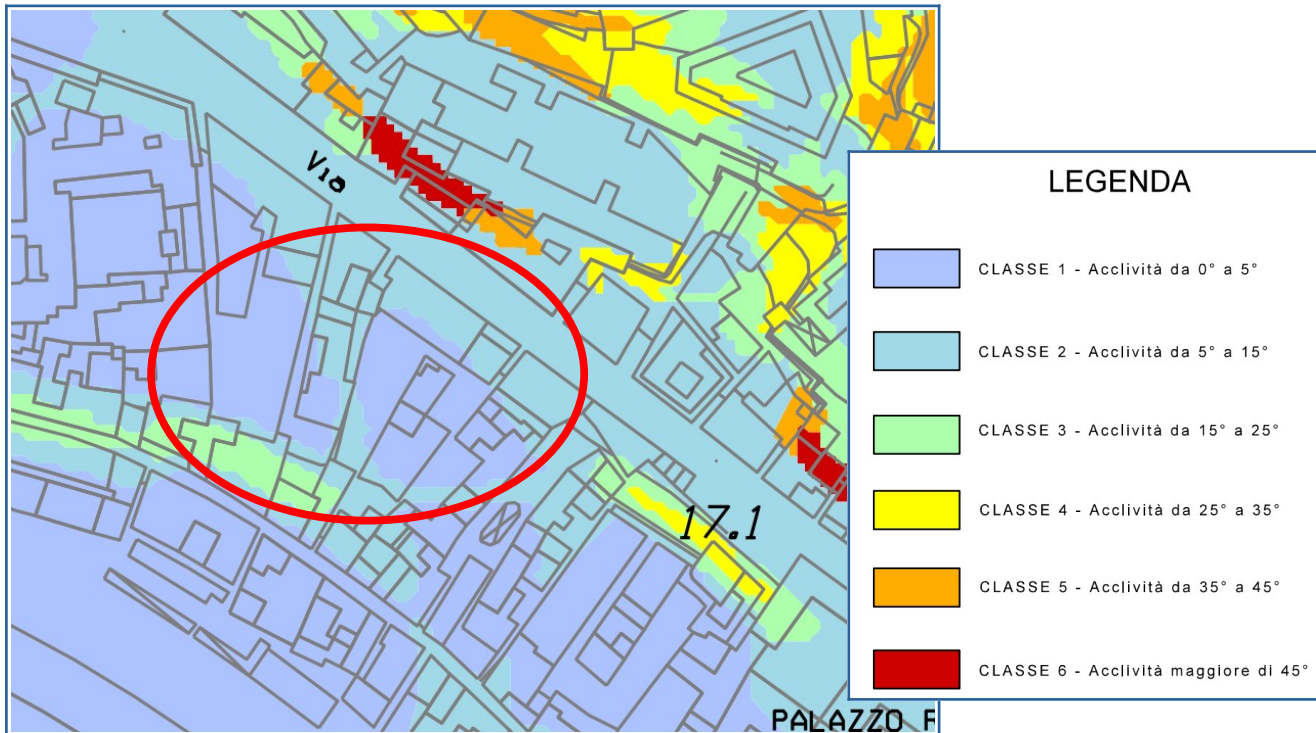 Via
17.1
PALAZZO
LEGENDA
CLASSE 1 - Acclività da 0° a 5°
CLASSE 2 - Acclività da 5° a 15°
CLASSE 3 - Acclività da 15° a 25°
CLASSE 4 - Acclività da 25° a 35°
CLASSE 5 - Acclività da 35° a 45°
CLASSE 6 - Acclività maggiore di 45°